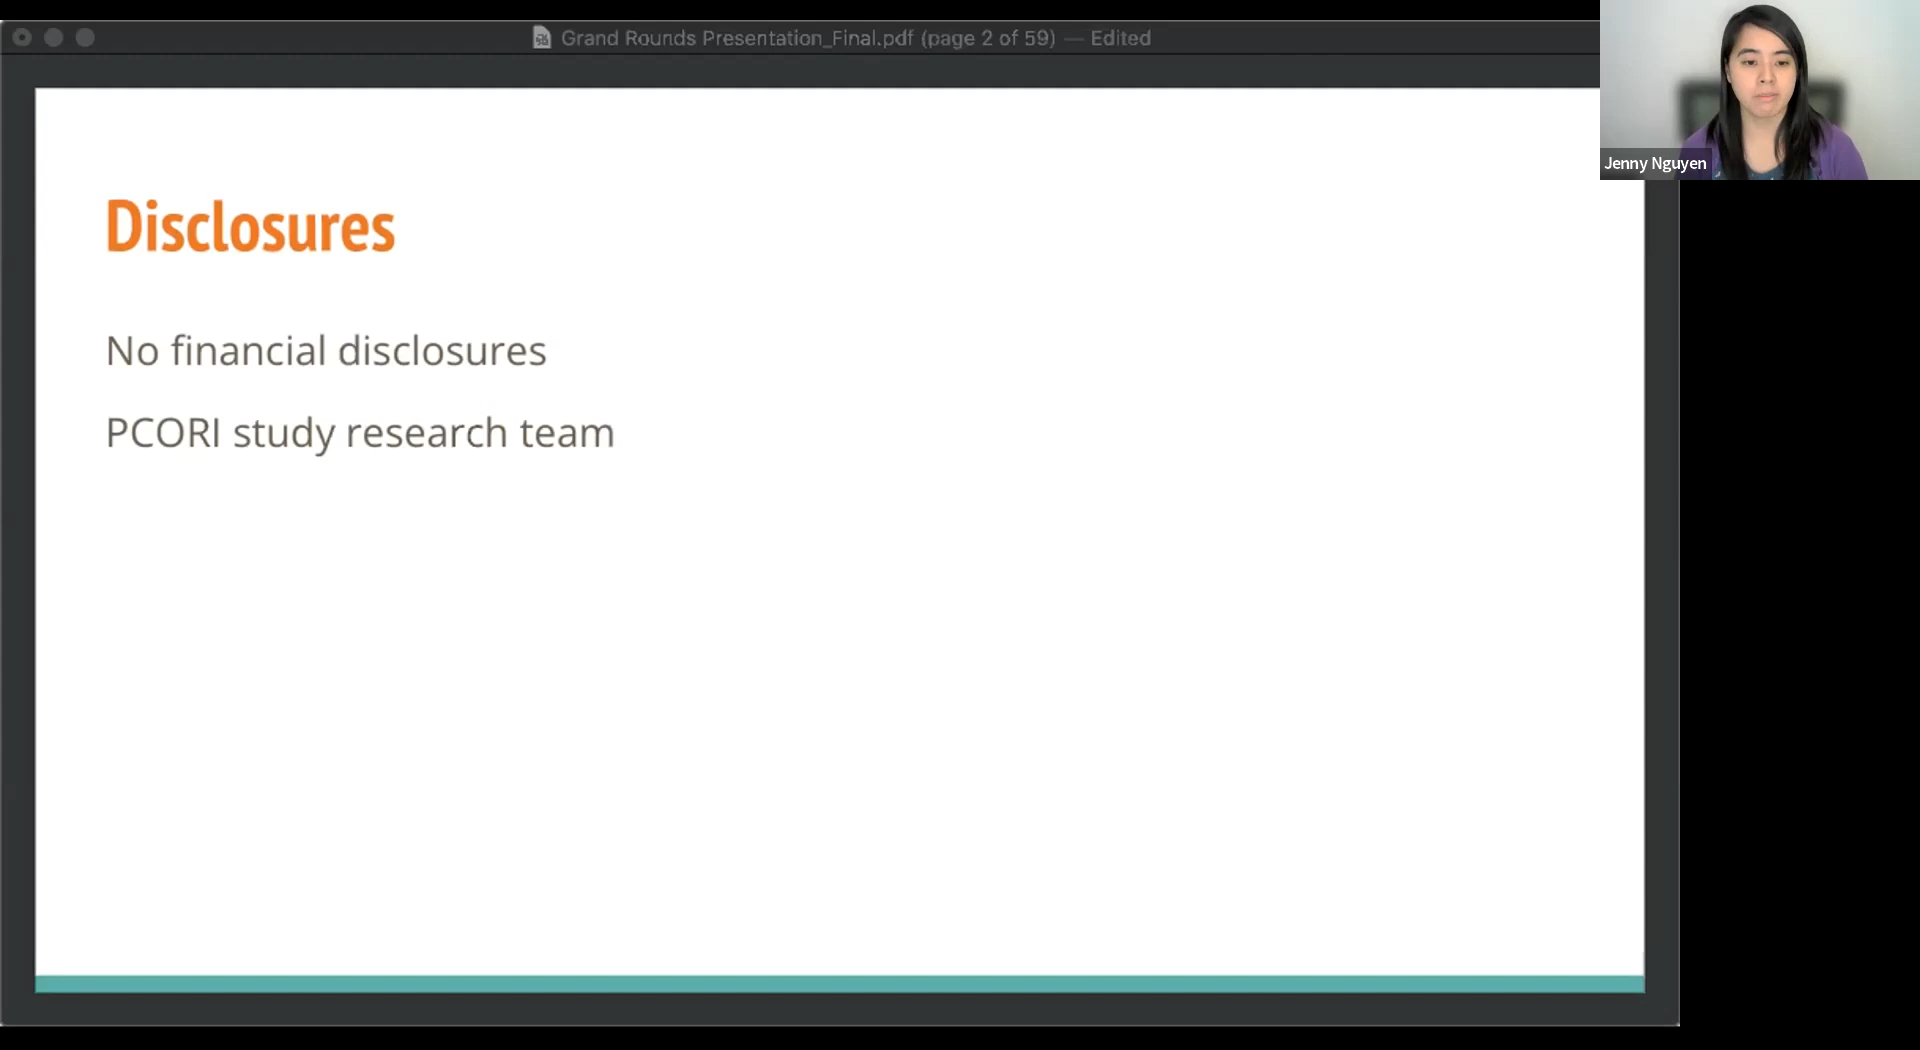 Grand Rounds Presentation_Final.pdf (page 2 of 59) — Edited
Jenny Nguyen
Disclosures
No financial disclosures
PCORI study research team